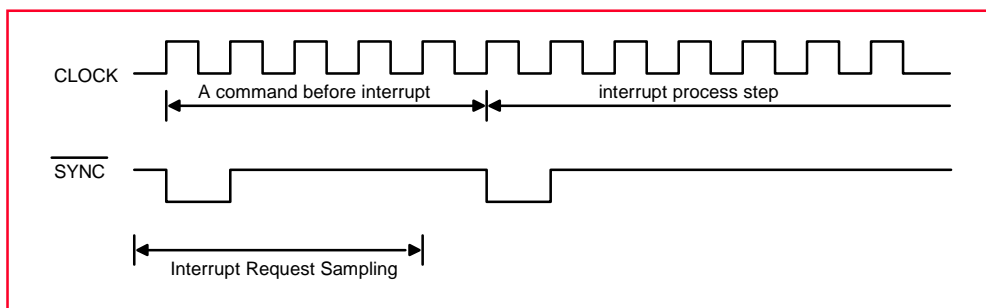 CLOCK
A command before interrupt
interrupt process step
SYNC
Interrupt Request Sampling